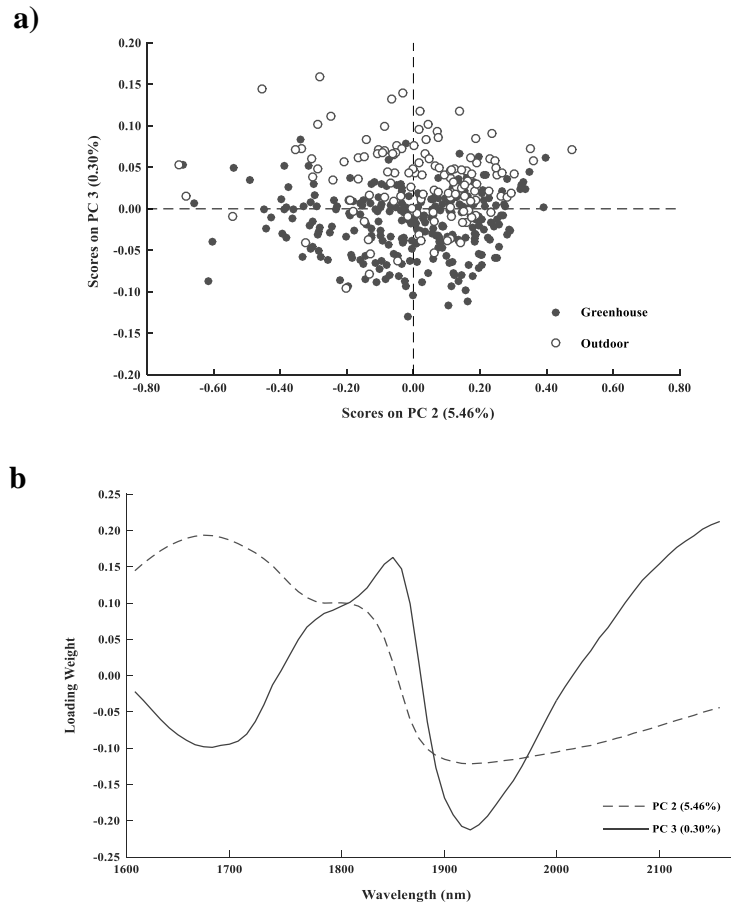 a)
0.20
0.15
0.10
0.05
0.00
-0.05
-0.10
-0.15
-0.20
Scores on PC 3 (0.30%)
-0.80 -0.60 -0.40 -0.20 0.00 0.20 0.40 0.60 0.80
Scores on PC 2 (5.46%)
Greenhouse
Outdoor
b
0.25
0.20
0.15
0.10
0.05
0.00
-0.05
-0.10
-0.15
-0.20
-0.25
Loading Weight
1600 1700 1800 1900 2000 2100
Wavelength (nm)
PC 2 (5.46%)
PC 3 (0.30%)